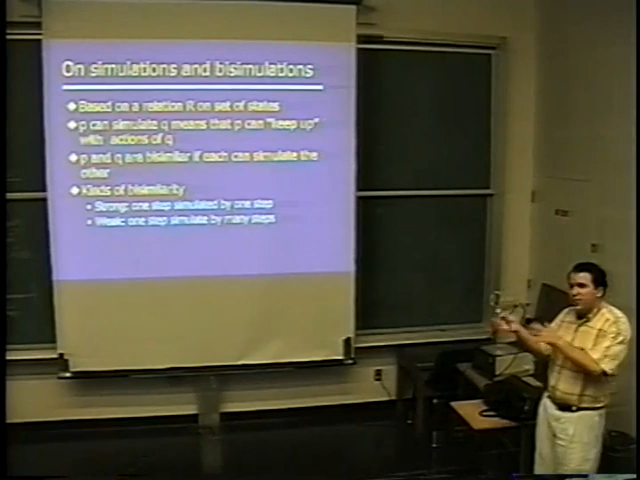 On simulations and bisimulations
Based on a relation R on set of states
p can simulate q means that p can "keep up"
with actions of q
p and q are bisimilar if each can simulate the
other
Kinds of bisimilarity
Strong: one step simulated by one step
Weak: one step simulate by many steps